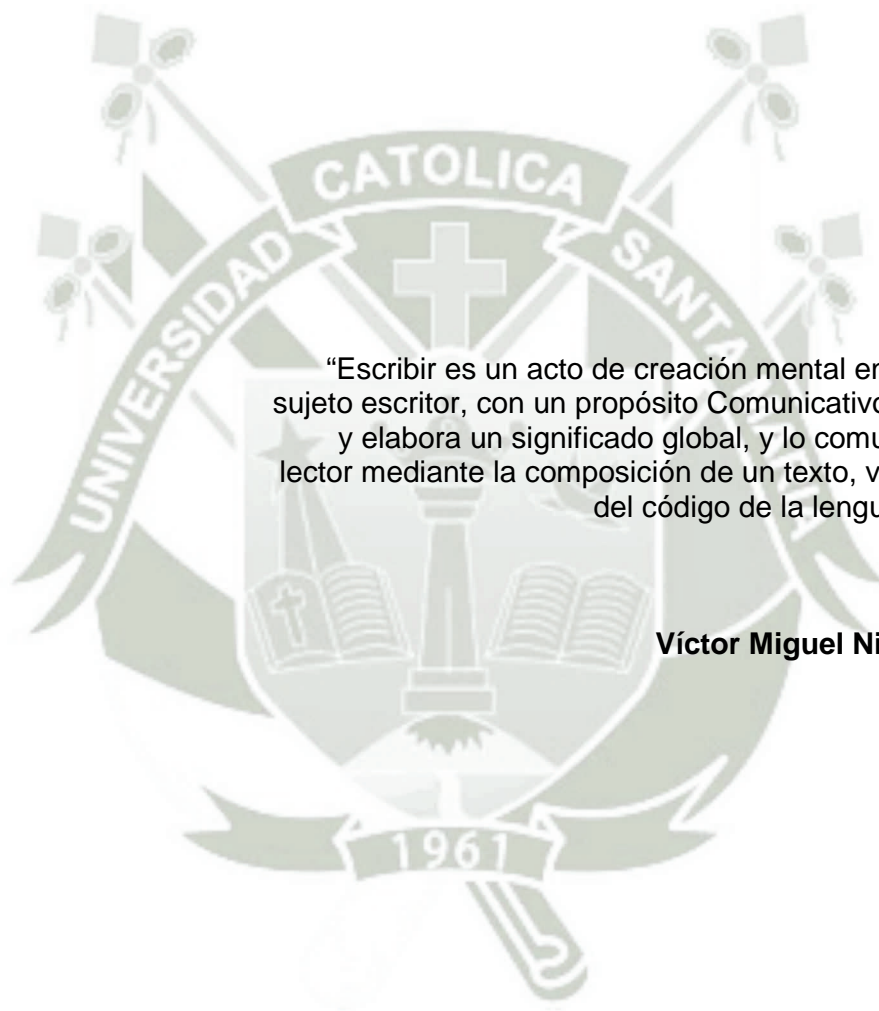 “Escribir es un acto de creación mental en
sujeto escritor, con un propósito Comunicativo
y elabora un significado global, y lo comu
lector mediante la composición de un texto, v
del código de la lengu
Víctor Miguel Ni
UNIVERSIDAD CATOLICA SANTA MARIA
1961